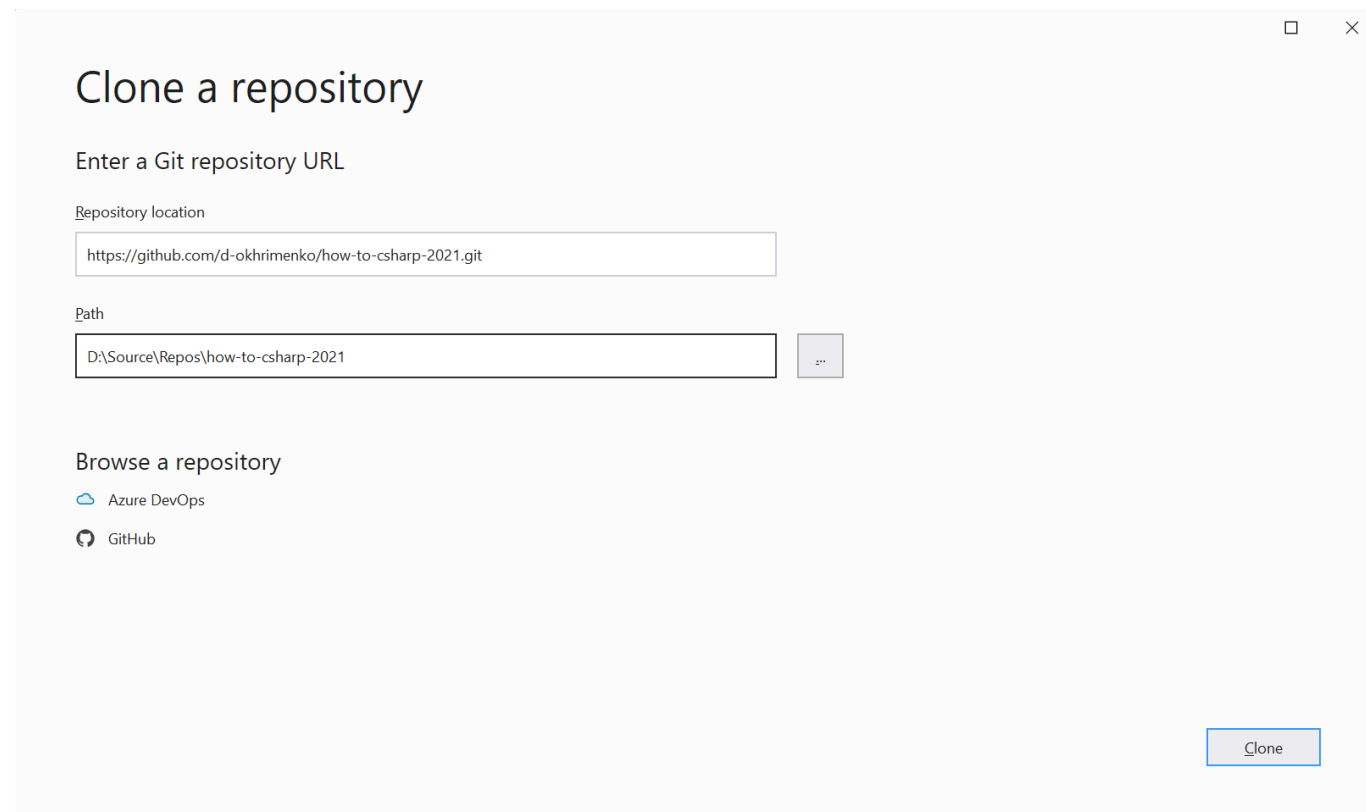 Clone a repository
Enter a Git repository URL
Repository location
https://github.com/d-okhrimenko/how-to-csharp-2021.git
Path
D:\Source\Repos\how-to-csharp-2021
...
Browse a repository
Azure DevOps
GitHub
Clone